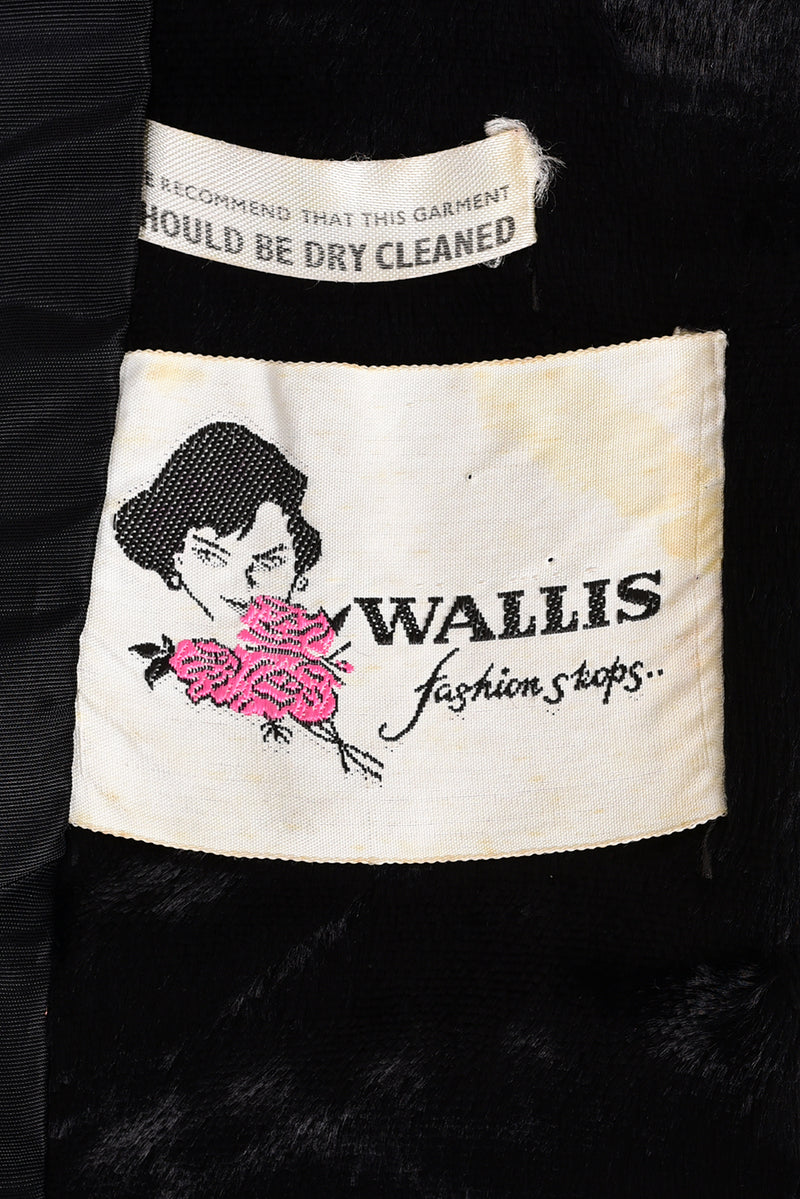 E RECOMMEND THAT THIS GARMENT
HOULD BE DRY CLEANED
WALLIS
fashion shops..